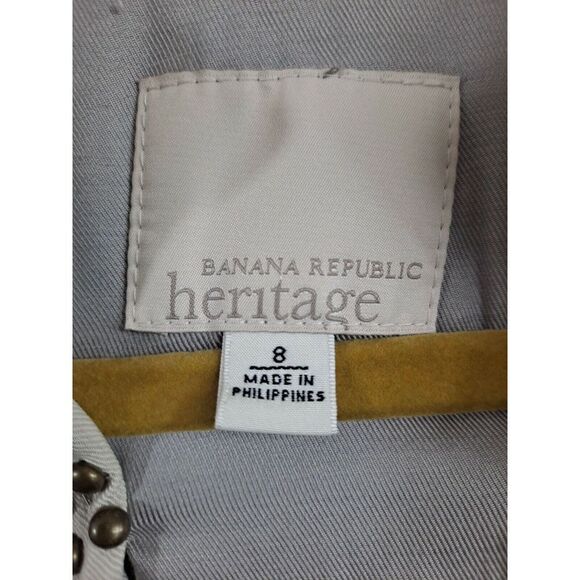 BANANA REPUBLIC
heritage
8
MADE IN
PHILIPPINES